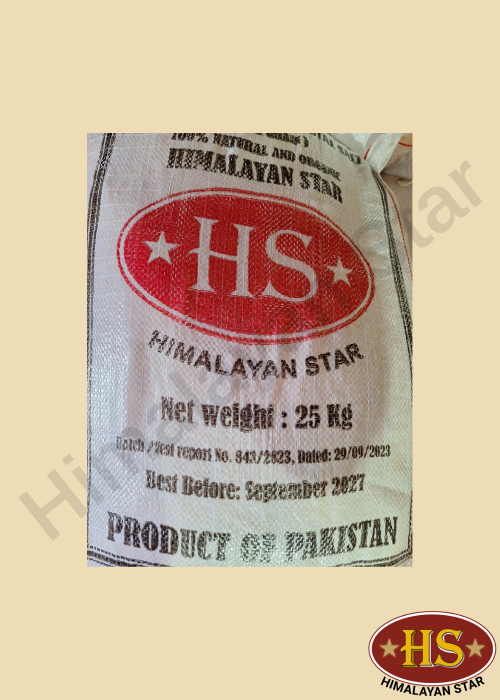 100% NATURAL AND ORGANIC
HIMALAYAN STAR
HS
HIMALAYAN STAR
Net weight : 25 Kg
Batch /Test report No. 843/2023, Dated: 29/09/2023
Best Before: September 2027
PRODUCT OF PAKISTAN
Himalayan Star
HS
HIMALAYAN STAR